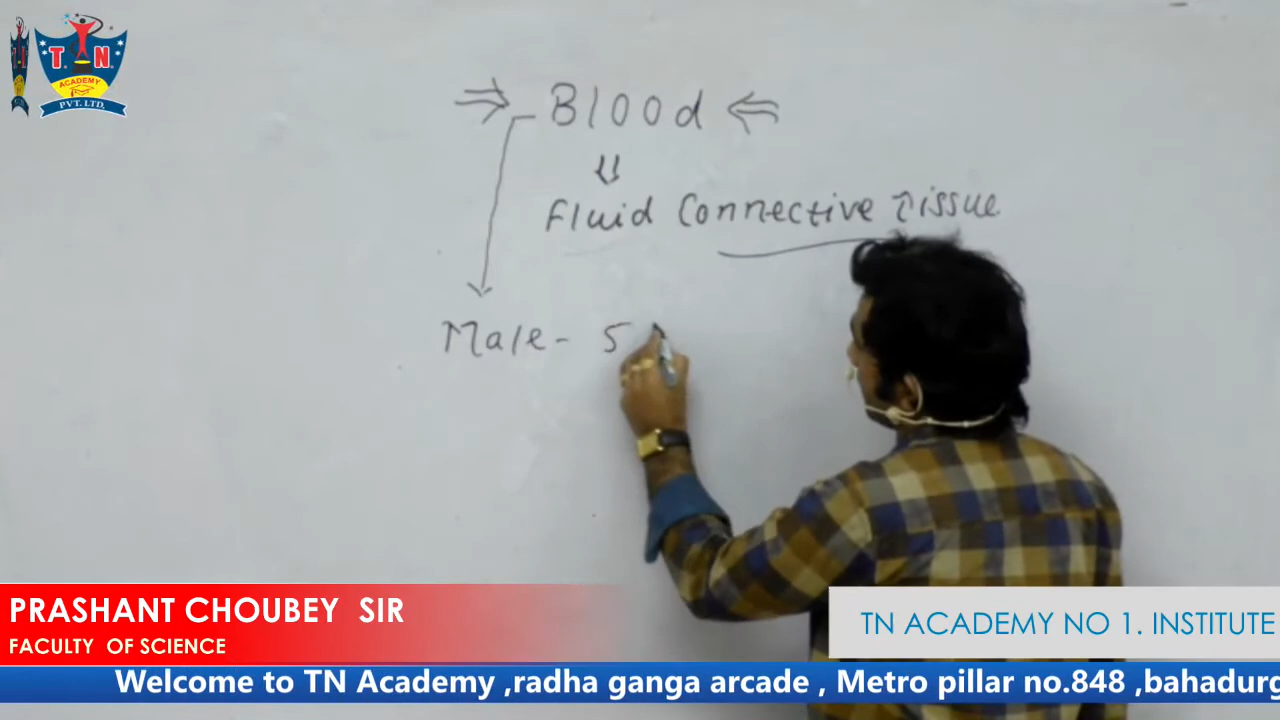 T. N.
ACADEMY
PVT. LTD.
⇒ Blood ⇐
⇓
Fluid Connective Tissue
Male - 5
PRASHANT CHOUBEY SIR
FACULTY OF SCIENCE
TN ACADEMY NO 1. INSTITUTE
Welcome to TN Academy ,radha ganga arcade , Metro pillar no.848 ,bahadurg